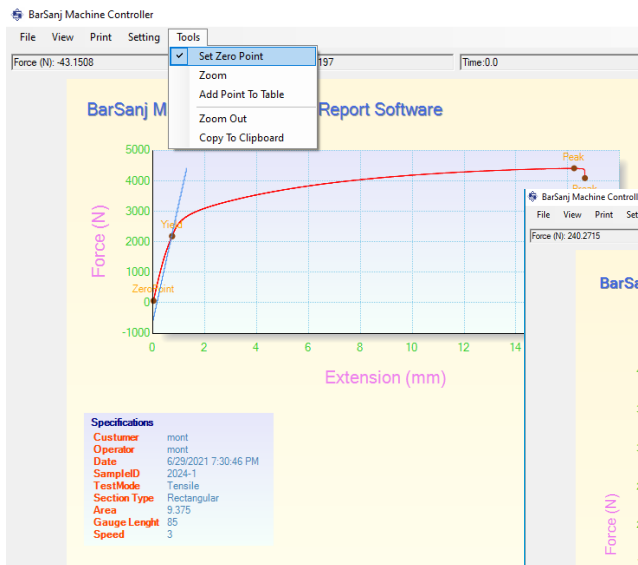 BarSanj Machine Controller
File View Print Setting Tools
Force (N): -43.1508
197
Time:0.0
Set Zero Point
Zoom
Add Point To Table
Zoom Out
Copy To Clipboard
BarSanj M
Report Software
5000
4000
3000
2000
1000
0
-1000
Force (N)
0 2 4 6 8 10 12 14
Extension (mm)
Peak
Break
Yield
ZeroPoint
Specifications
Custumer mont
Operator mont
Date 6/29/2021 7:30:46 PM
SampleID 2024-1
TestMode Tensile
Section Type Rectangular
Area 9.375
Gauge Lenght 85
Speed 3
BarSanj Machine Controll
File View Print Set
Force (N): 240.2715
BarSa
Force (N)